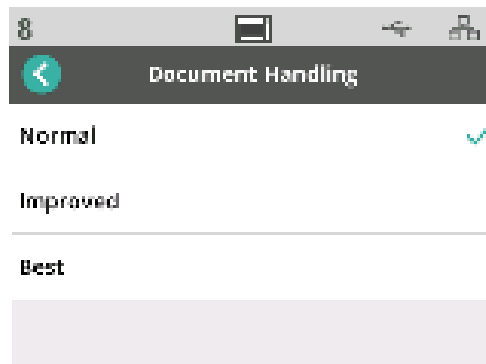 8
Document Handling
Normal
Improved
Best